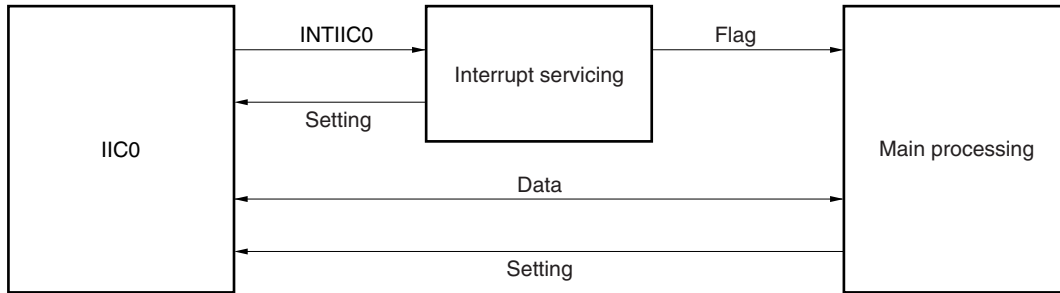 INTIIC0
Flag
Interrupt servicing
Setting
IIC0
Main processing
Data
Setting